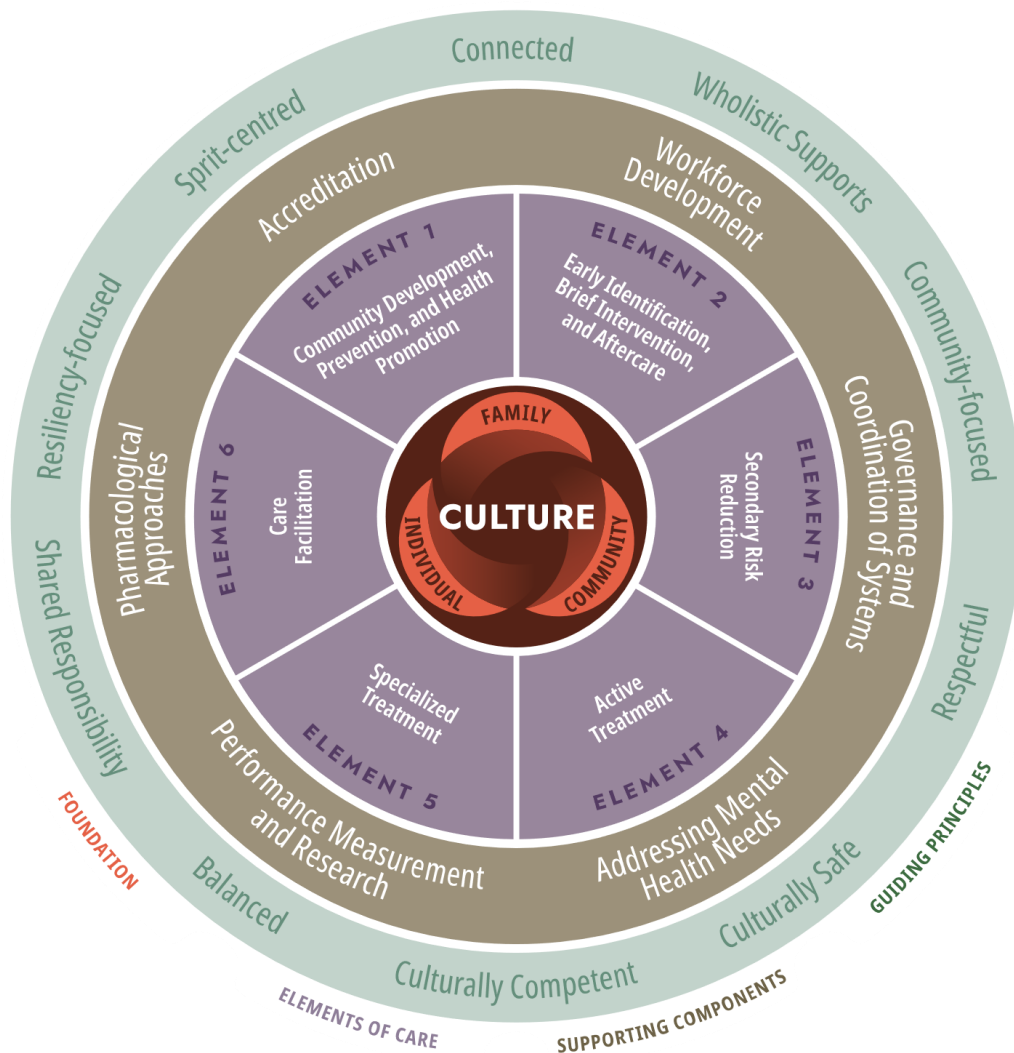 Connected
Wholistic Supports
Community-focused
Respectful
Culturally Safe
Culturally Competent
Balanced
Shared Responsibility
Resiliency-focused
Sprit-centred
Accreditation
Workforce
Development
Governance and
Coordination of Systems
Addressing Mental
Health Needs
Performance Measurement
and Research
Pharmacological
Approaches
ELEMENT 1
Community Development,
Prevention, and Health
Promotion
ELEMENT 2
Early Identification,
Brief Intervention,
and Aftercare
ELEMENT 3
Secondary Risk
Reduction
ELEMENT 4
Active
Treatment
ELEMENT 5
Specialized
Treatment
ELEMENT 6
Care
Facilitation
FAMILY
CULTURE
INDIVIDUAL
COMMUNITY
FOUNDATION
ELEMENTS OF CARE
SUPPORTING COMPONENTS
GUIDING PRINCIPLES